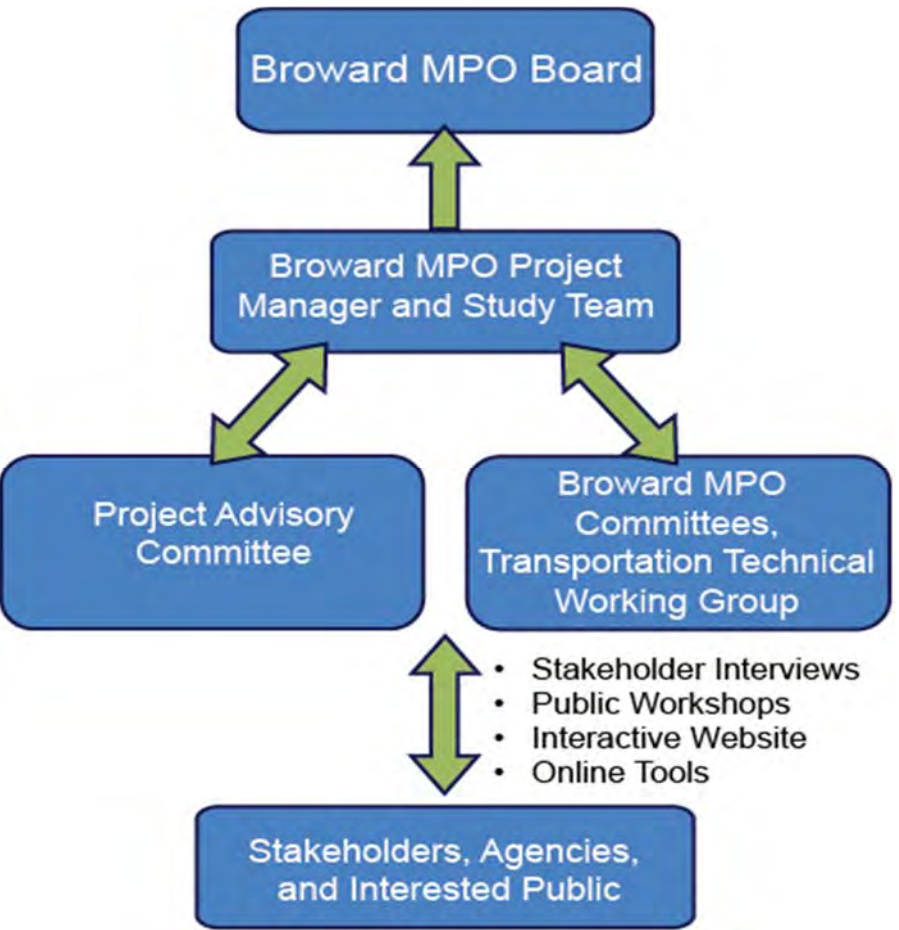 Broward MPO Board
Broward MPO Project
Manager and Study Team
Project Advisory
Committee
Broward MPO
Committees,
Transportation Technical
Working Group
• Stakeholder Interviews
• Public Workshops
• Interactive Website
• Online Tools
Stakeholders, Agencies,
and Interested Public